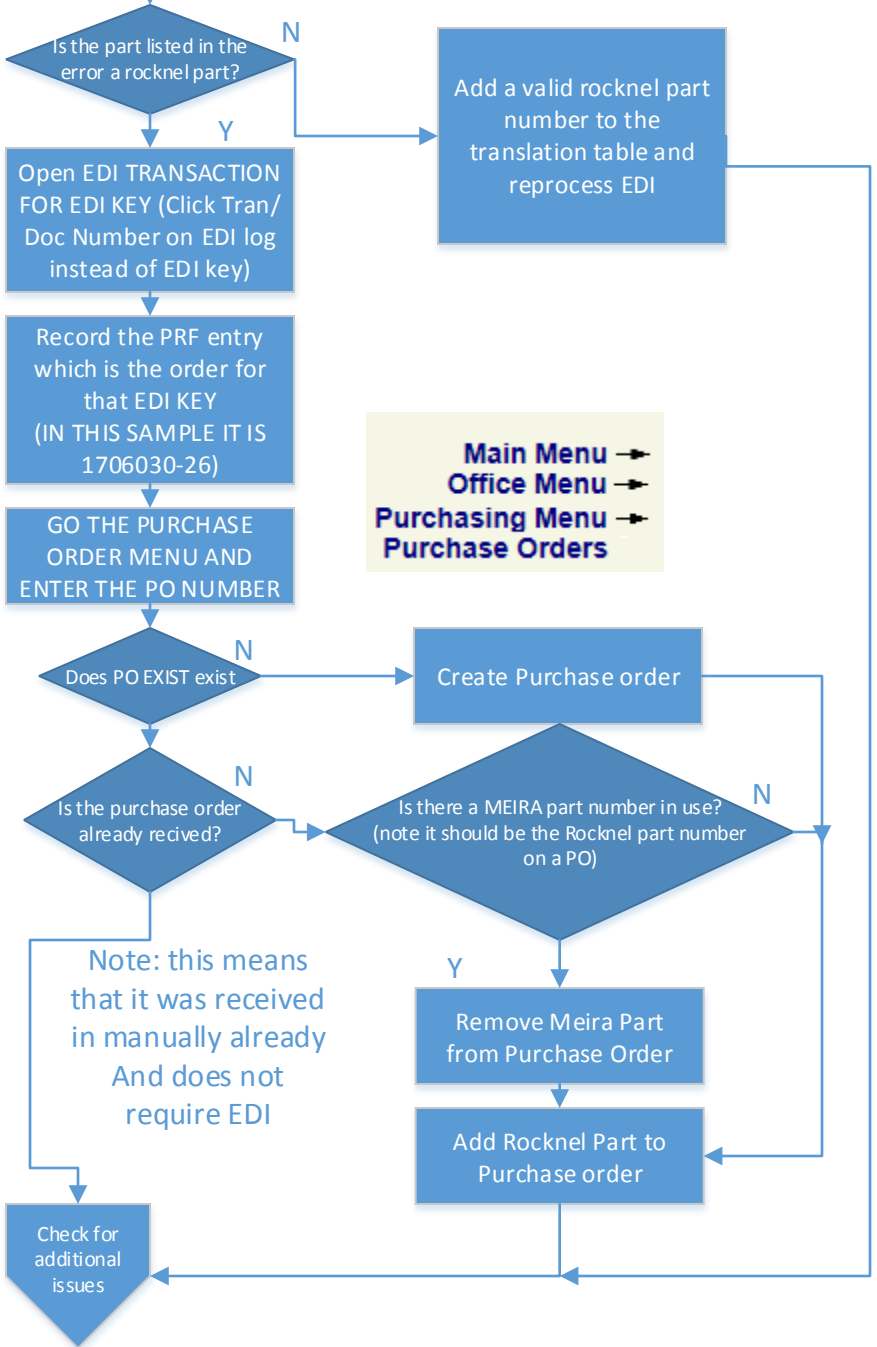 Is the part listed in the
error a rocknel part?
N
Y
Add a valid rocknel part
number to the
translation table and
reprocess EDI
Open EDI TRANSACTION
FOR EDI KEY (Click Tran/
Doc Number on EDI log
instead of EDI key)
Record the PRF entry
which is the order for
that EDI KEY
(IN THIS SAMPLE IT IS
1706030-26)
Main Menu
Office Menu
Purchasing Menu
Purchase Orders
GO THE PURCHASE
ORDER MENU AND
ENTER THE PO NUMBER
Does PO EXIST exist
N
Create Purchase order
Is the purchase order
already recived?
N
Is there a MEIRA part number in use?
(note it should be the Rocknel part number
on a PO)
N
Y
Note: this means
that it was received
in manually already
And does not
require EDI
Remove Meira Part
from Purchase Order
Add Rocknel Part to
Purchase order
Check for
additional
issues